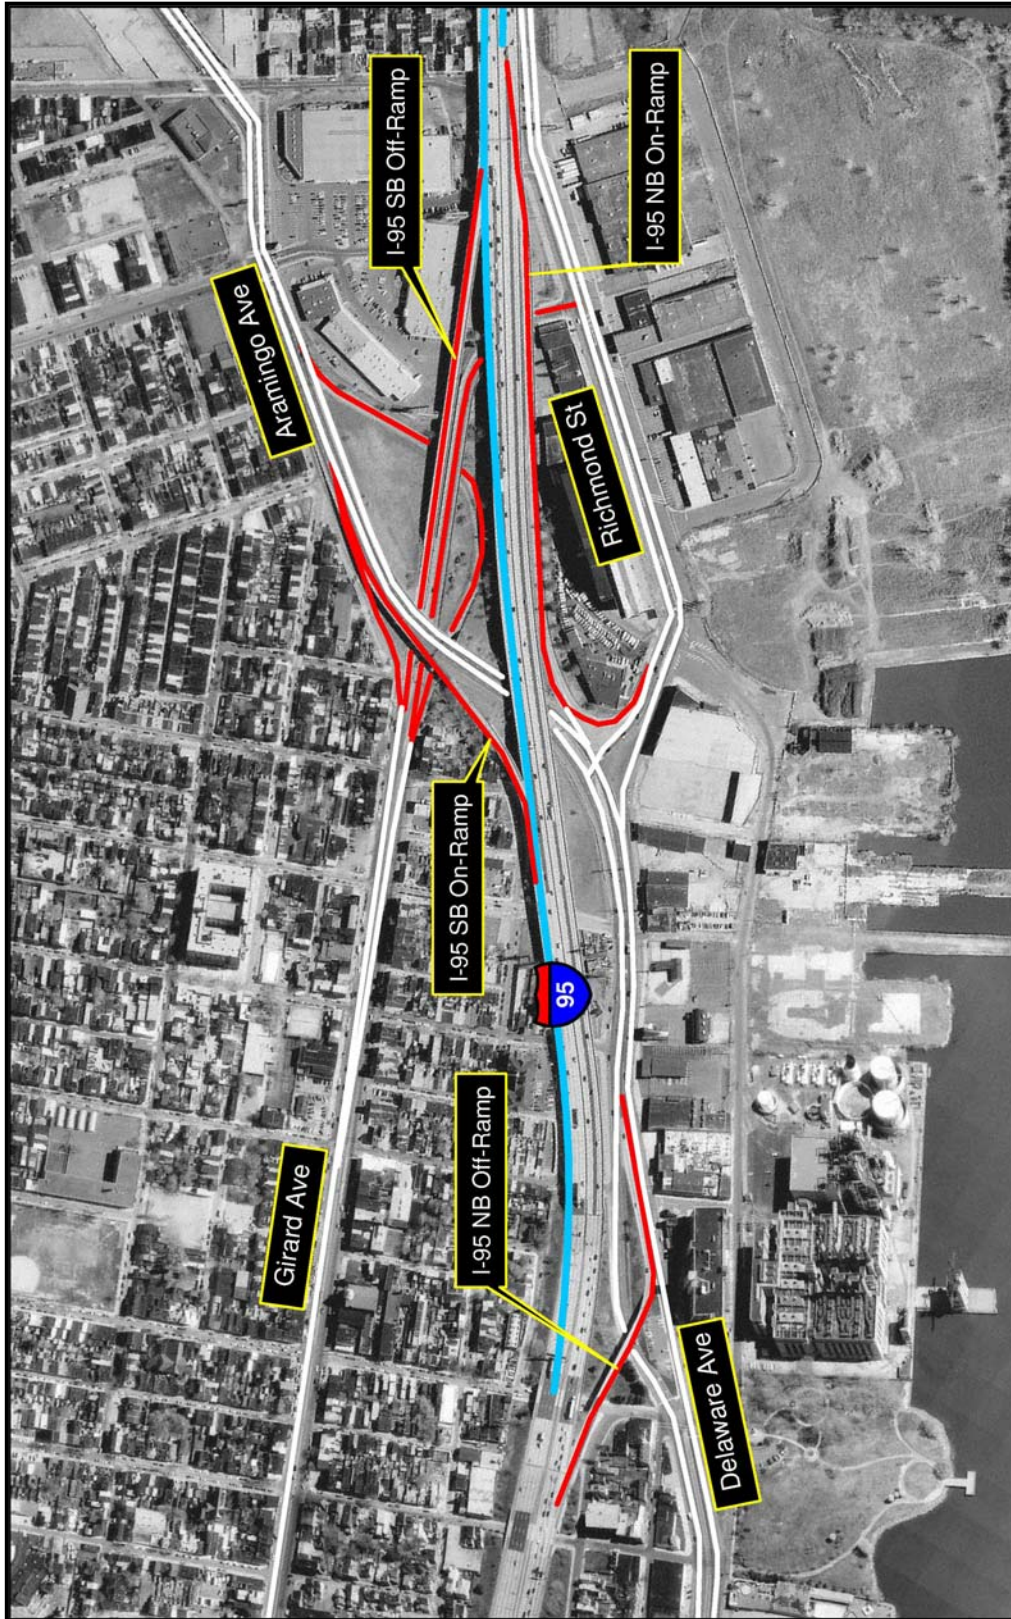 Aramingo Ave
I-95 SB Off-Ramp
I-95 NB On-Ramp
Richmond St
I-95 SB On-Ramp
95
Girard Ave
I-95 NB Off-Ramp
Delaware Ave